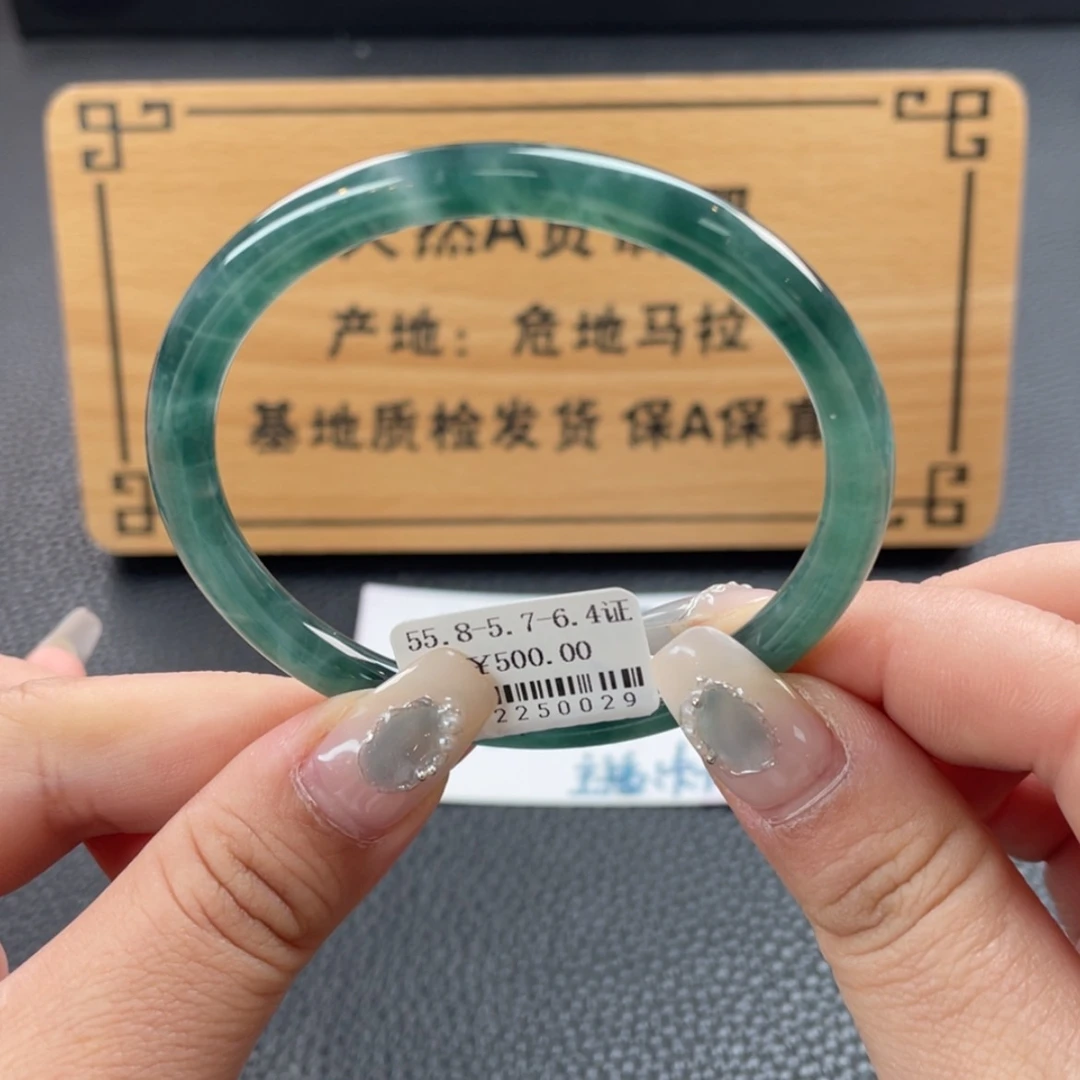 天然A货
产地：危地马拉
基地质检发货 保A保真
55.8-5.7-6.4证
¥500.00
2250029